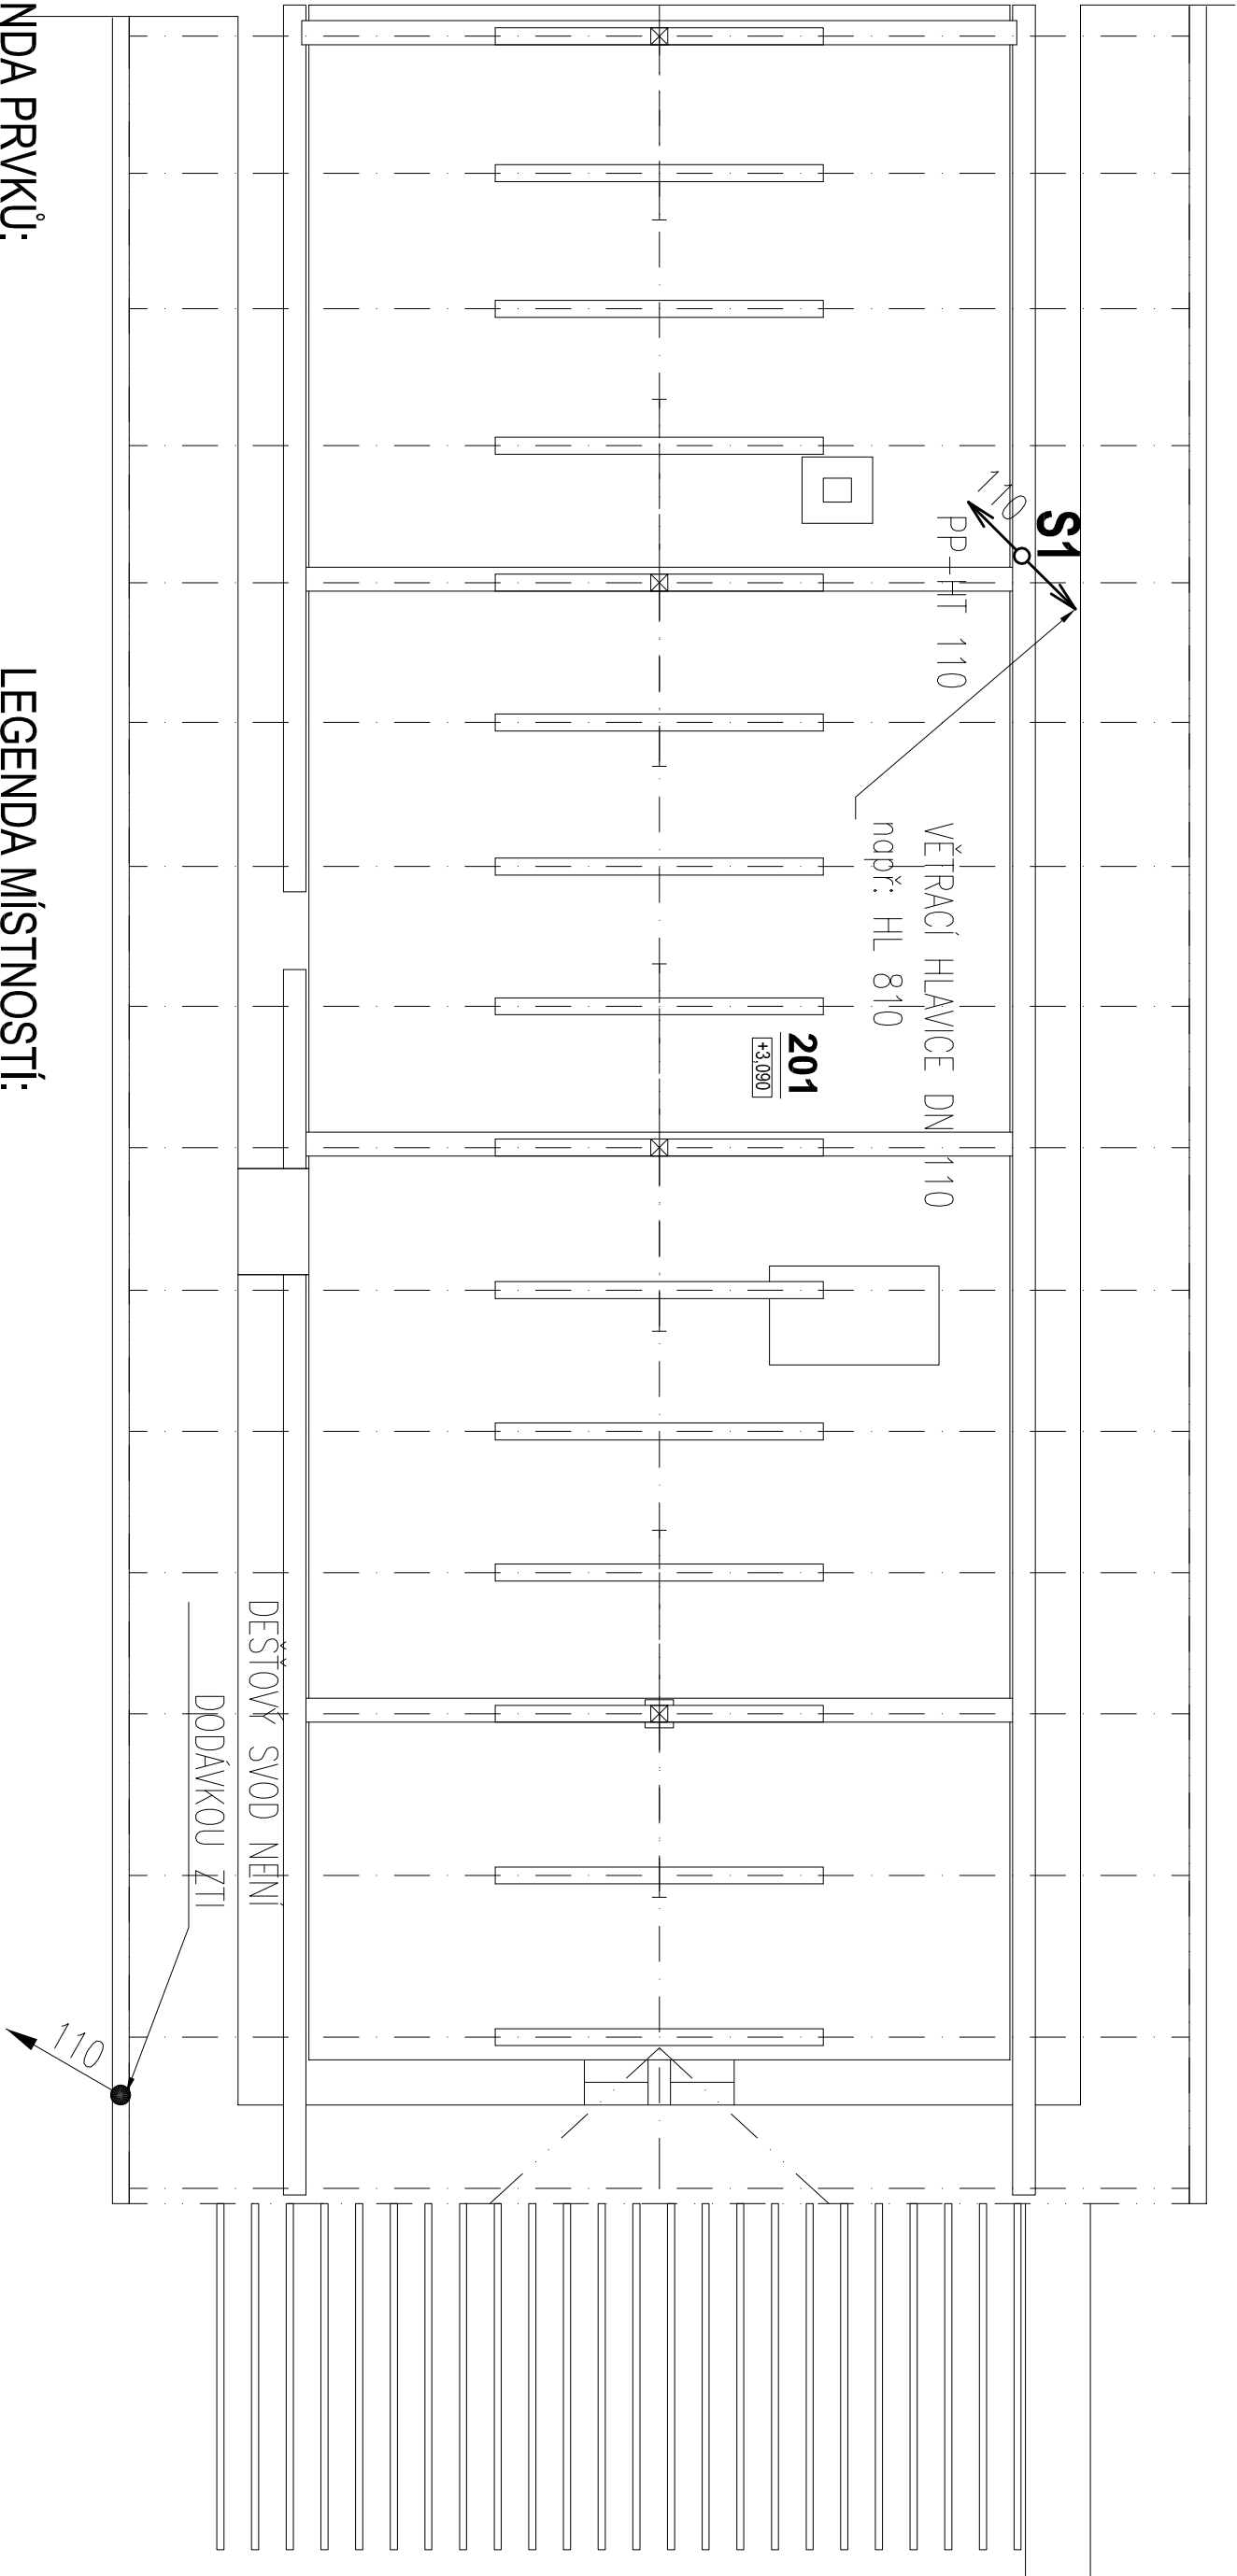 S1
110
PP-HT 110
VĚTRACÍ HLAVICE DN 110
např: HL 810
201
+3,090
DEŠŤOVÝ SVOD NENÍ
DODÁVKOU ZTI
110
NDA PRVKŮ:
LEGENDA MÍSTNOSTÍ: